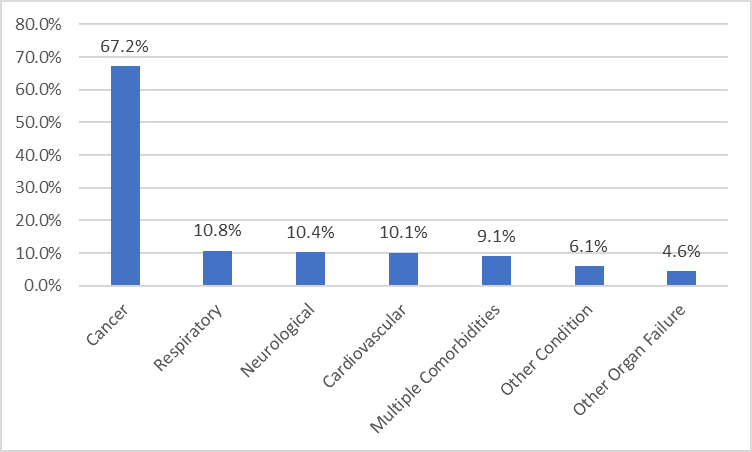 80.0%
70.0%
60.0%
50.0%
40.0%
30.0%
20.0%
10.0%
0.0%
67.2%
10.8%
10.4%
10.1%
9.1%
6.1%
4.6%
Cancer
Respiratory
Neurological
Cardiovascular
Multiple Comorbidities
Other Condition
Other Organ Failure